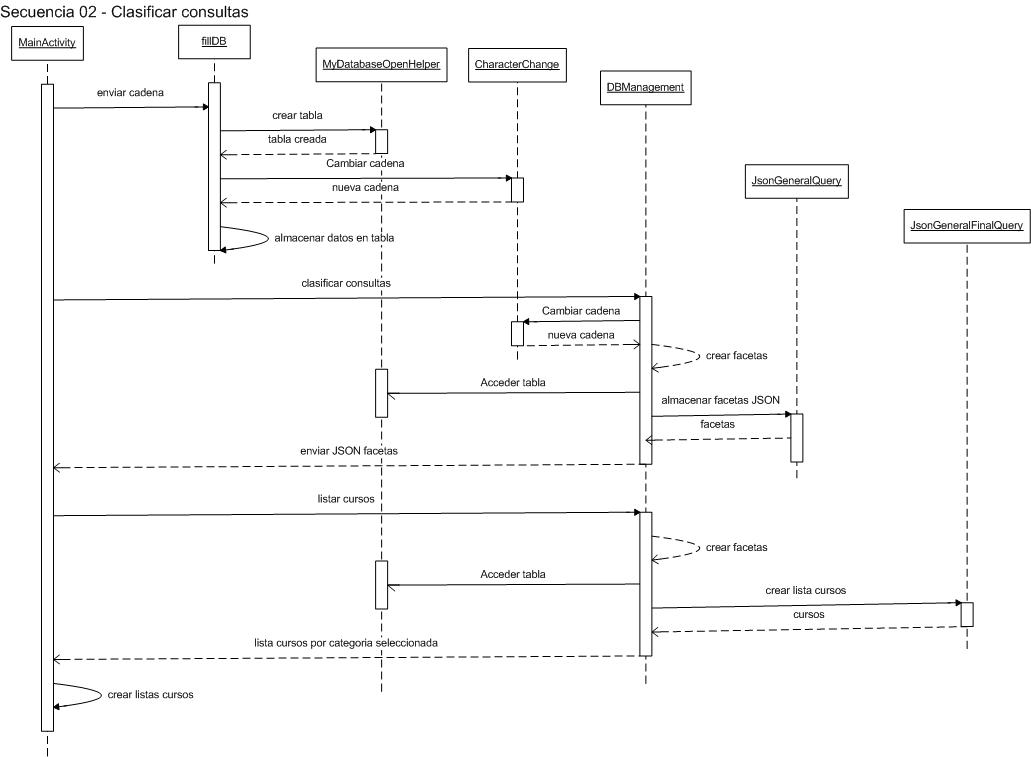 Secuencia 02 - Clasificar consultas
MainActivity
fillDB
MyDatabaseOpenHelper
CharacterChange
DBManagement
JsonGeneralQuery
JsonGeneralFinalQuery
enviar cadena
crear tabla
tabla creada
Cambiar cadena
nueva cadena
almacenar datos en tabla
clasificar consultas
Cambiar cadena
nueva cadena
crear facetas
Acceder tabla
almacenar facetas JSON
facetas
enviar JSON facetas
listar cursos
crear facetas
Acceder tabla
crear lista cursos
cursos
lista cursos por categoria seleccionada
crear listas cursos